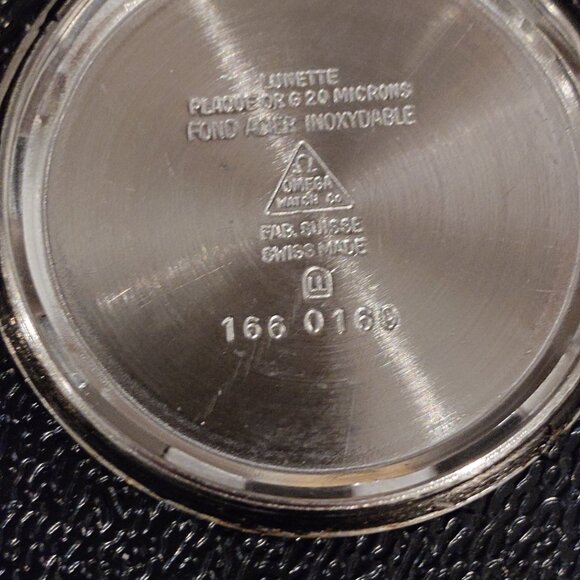 LUNETTE
PLAQUE OR G 20 MICRONS
FOND ACIER INOXYDABLE
Ω
OMEGA
WATCH Co
FAB. SUISSE
SWISS MADE
F
166 0169